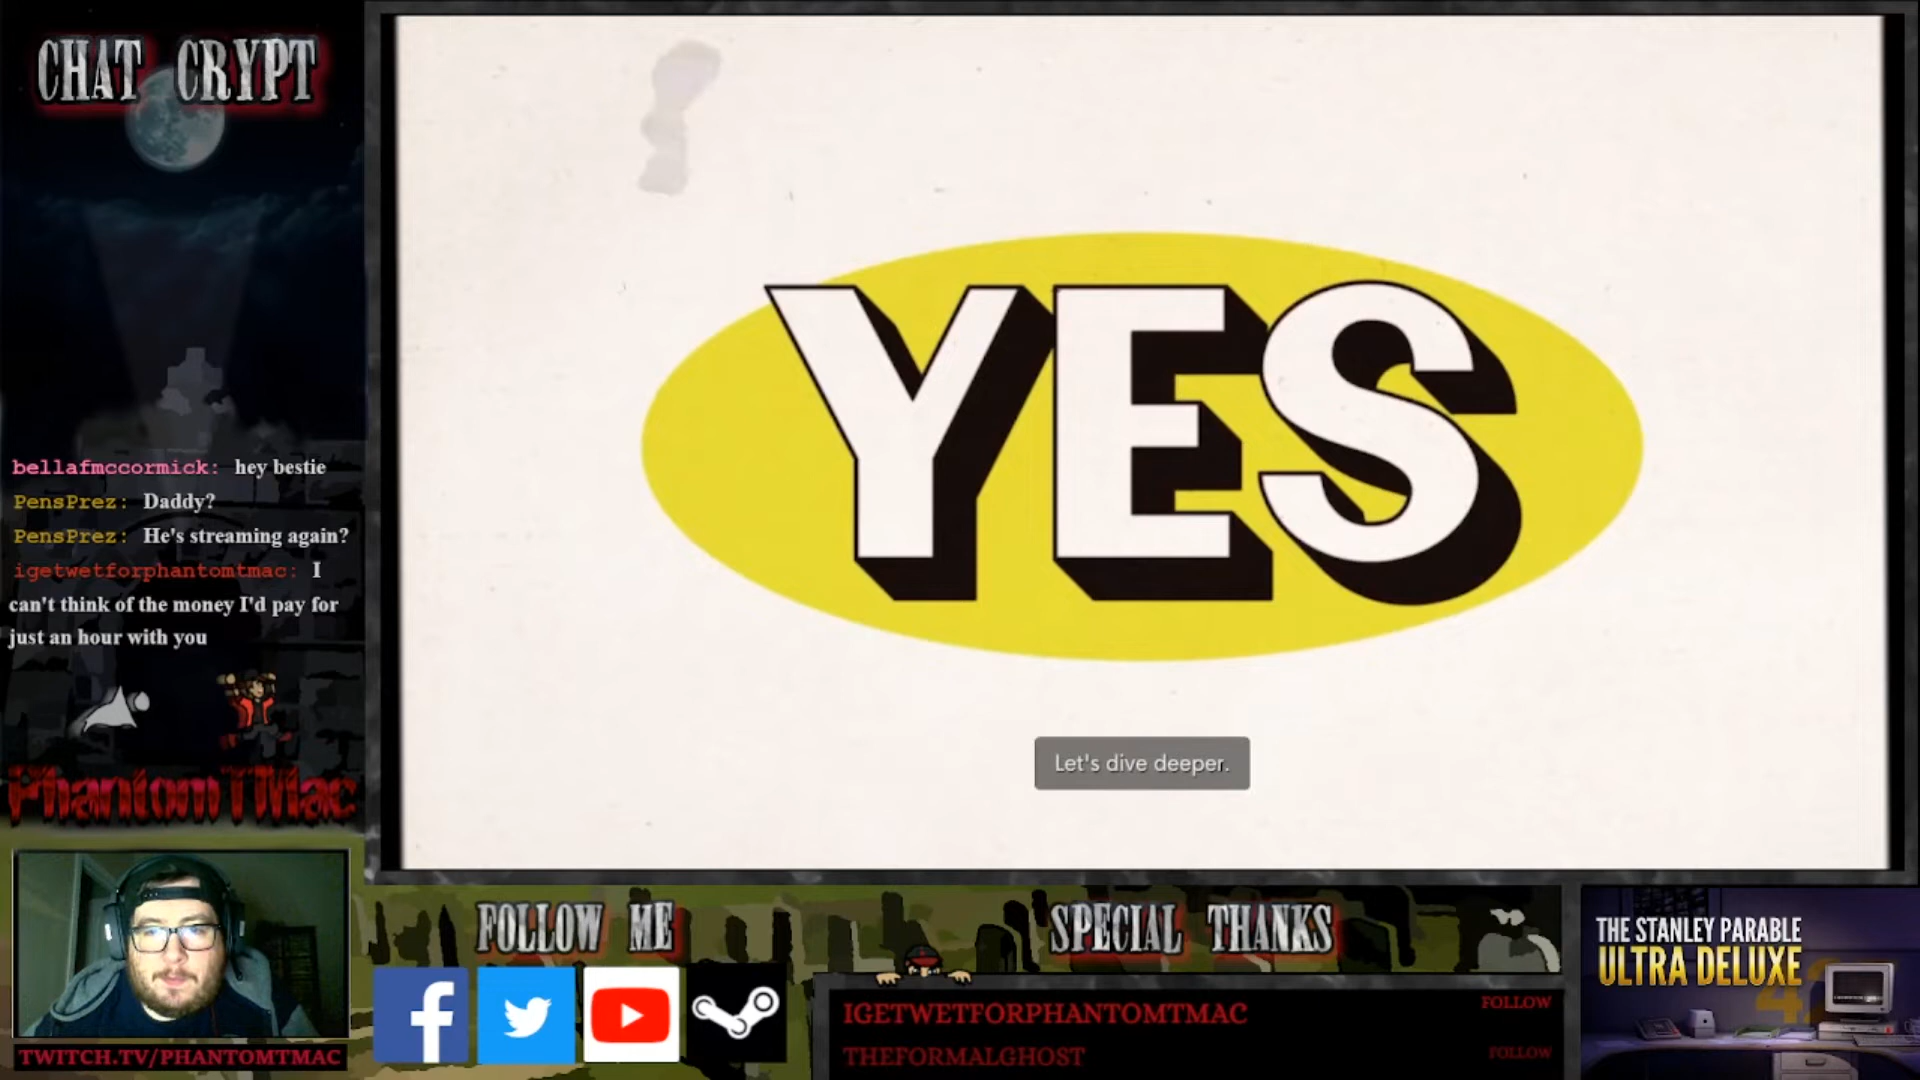 CHAT CRYPT
bellafmccormick: hey bestie
PensPrez: Daddy?
PensPrez: He's streaming again?
igetwetforphantomtmac: I
can't think of the money I'd pay for
just an hour with you
PhantomTMac
TWITCH.TV/PHANTOMTMAC
YES
Let's dive deeper.
FOLLOW ME
SPECIAL THANKS
IGETWETFORPHANTOMTMAC FOLLOW
THEFORMALGHOST FOLLOW
THE STANLEY PARABLE
ULTRA DELUXE